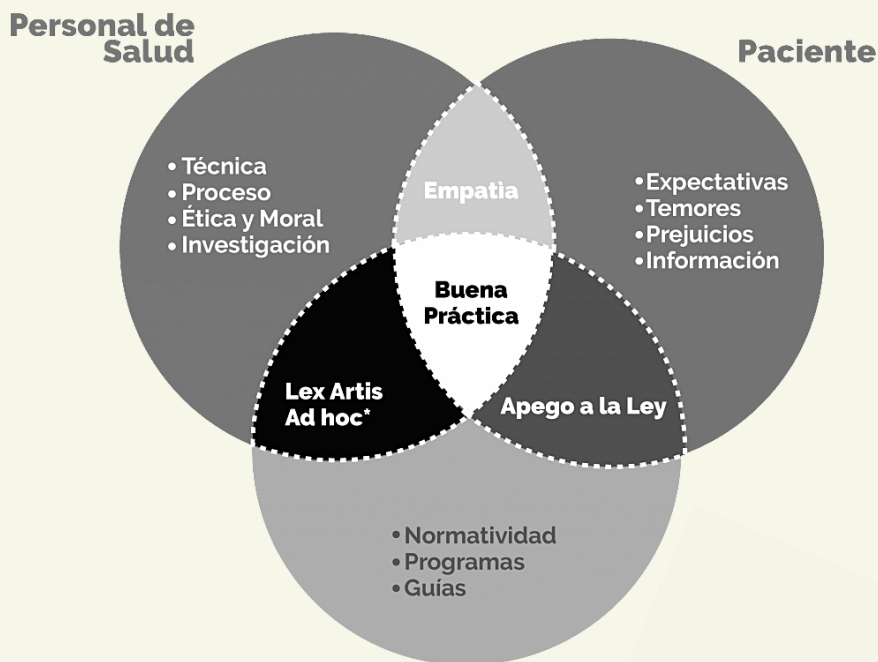 Personal de
Salud
Paciente
• Técnica
• Proceso
• Ética y Moral
• Investigación
Empatìa
•Expectativas
•Temores
•Prejuicios
•Información
Buena
Práctica
Lex Artis
Ad hoc*
Apego a la Ley
•Normatividad
•Programas
•Guías